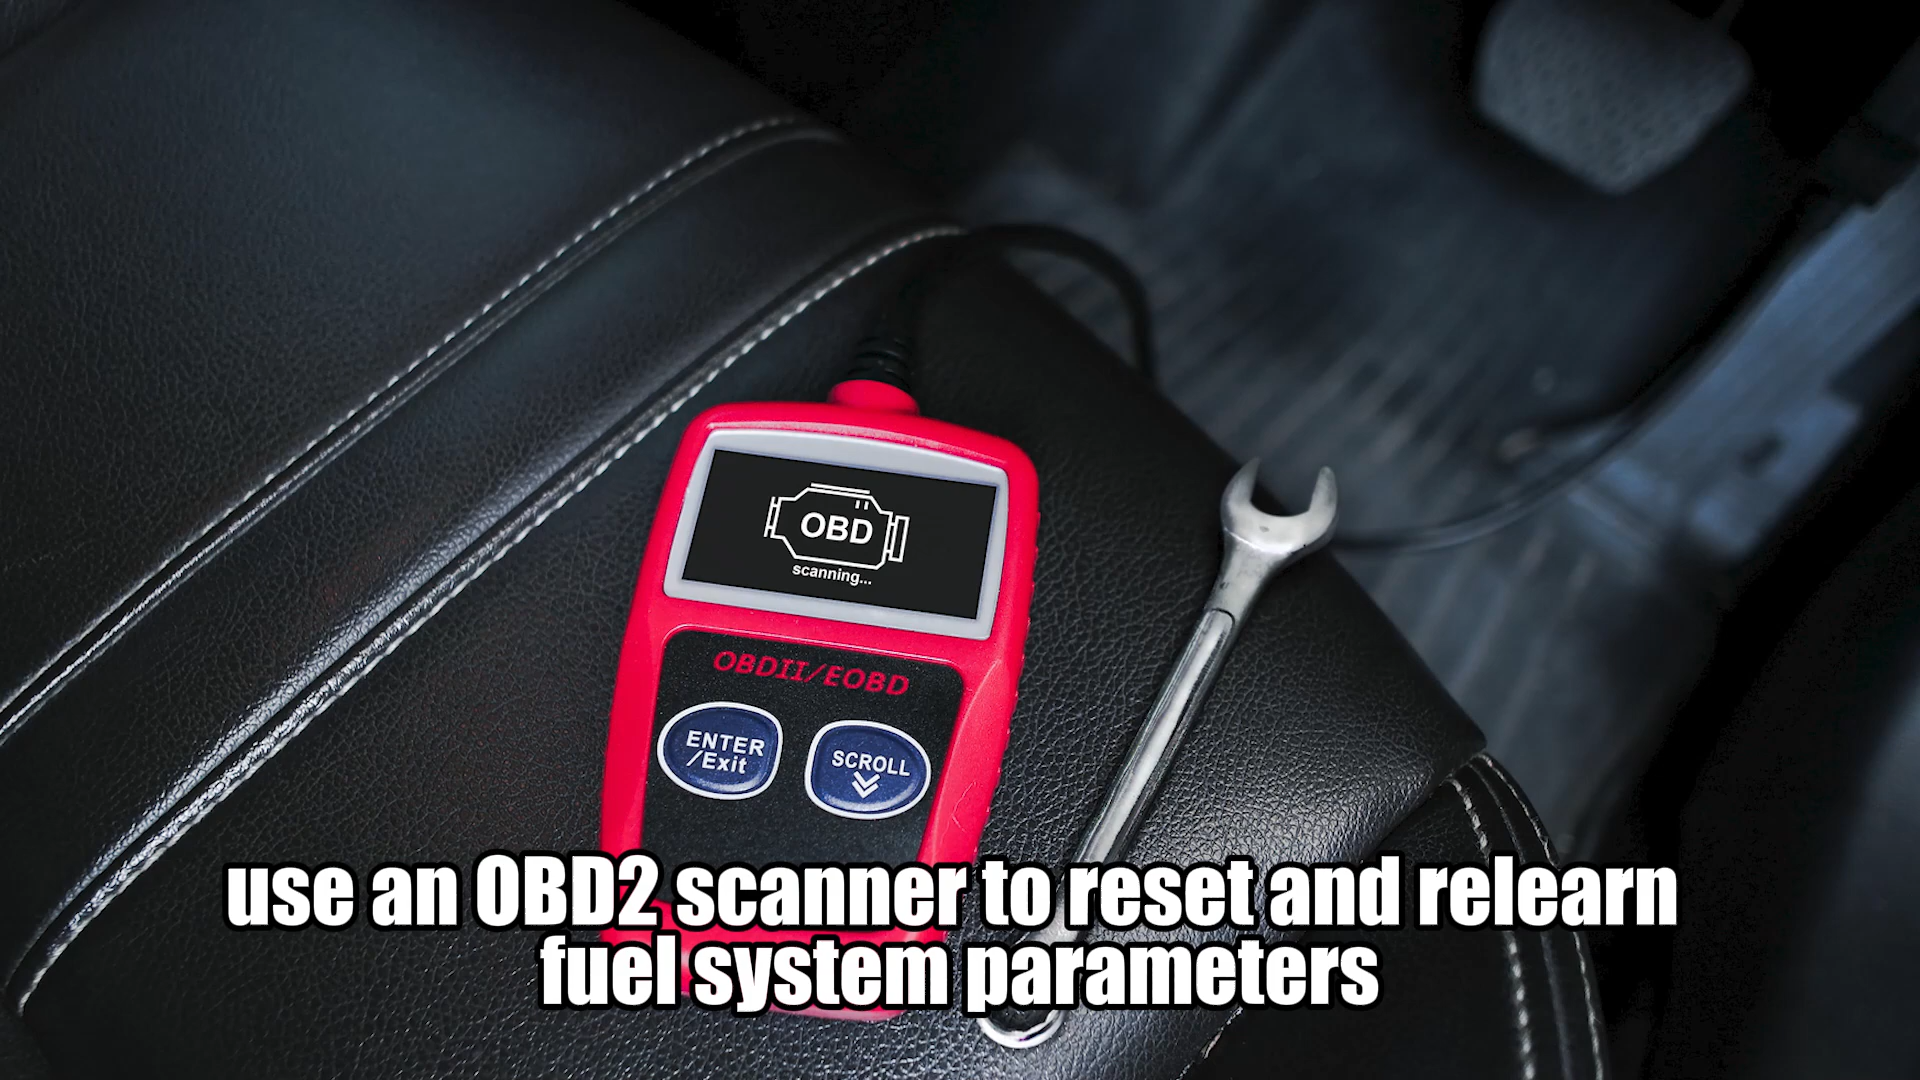 OBD
scanning...
OBDII/EOBD
ENTER
/Exit
SCROLL
use an OBD2 scanner to reset and relearn
fuel system parameters